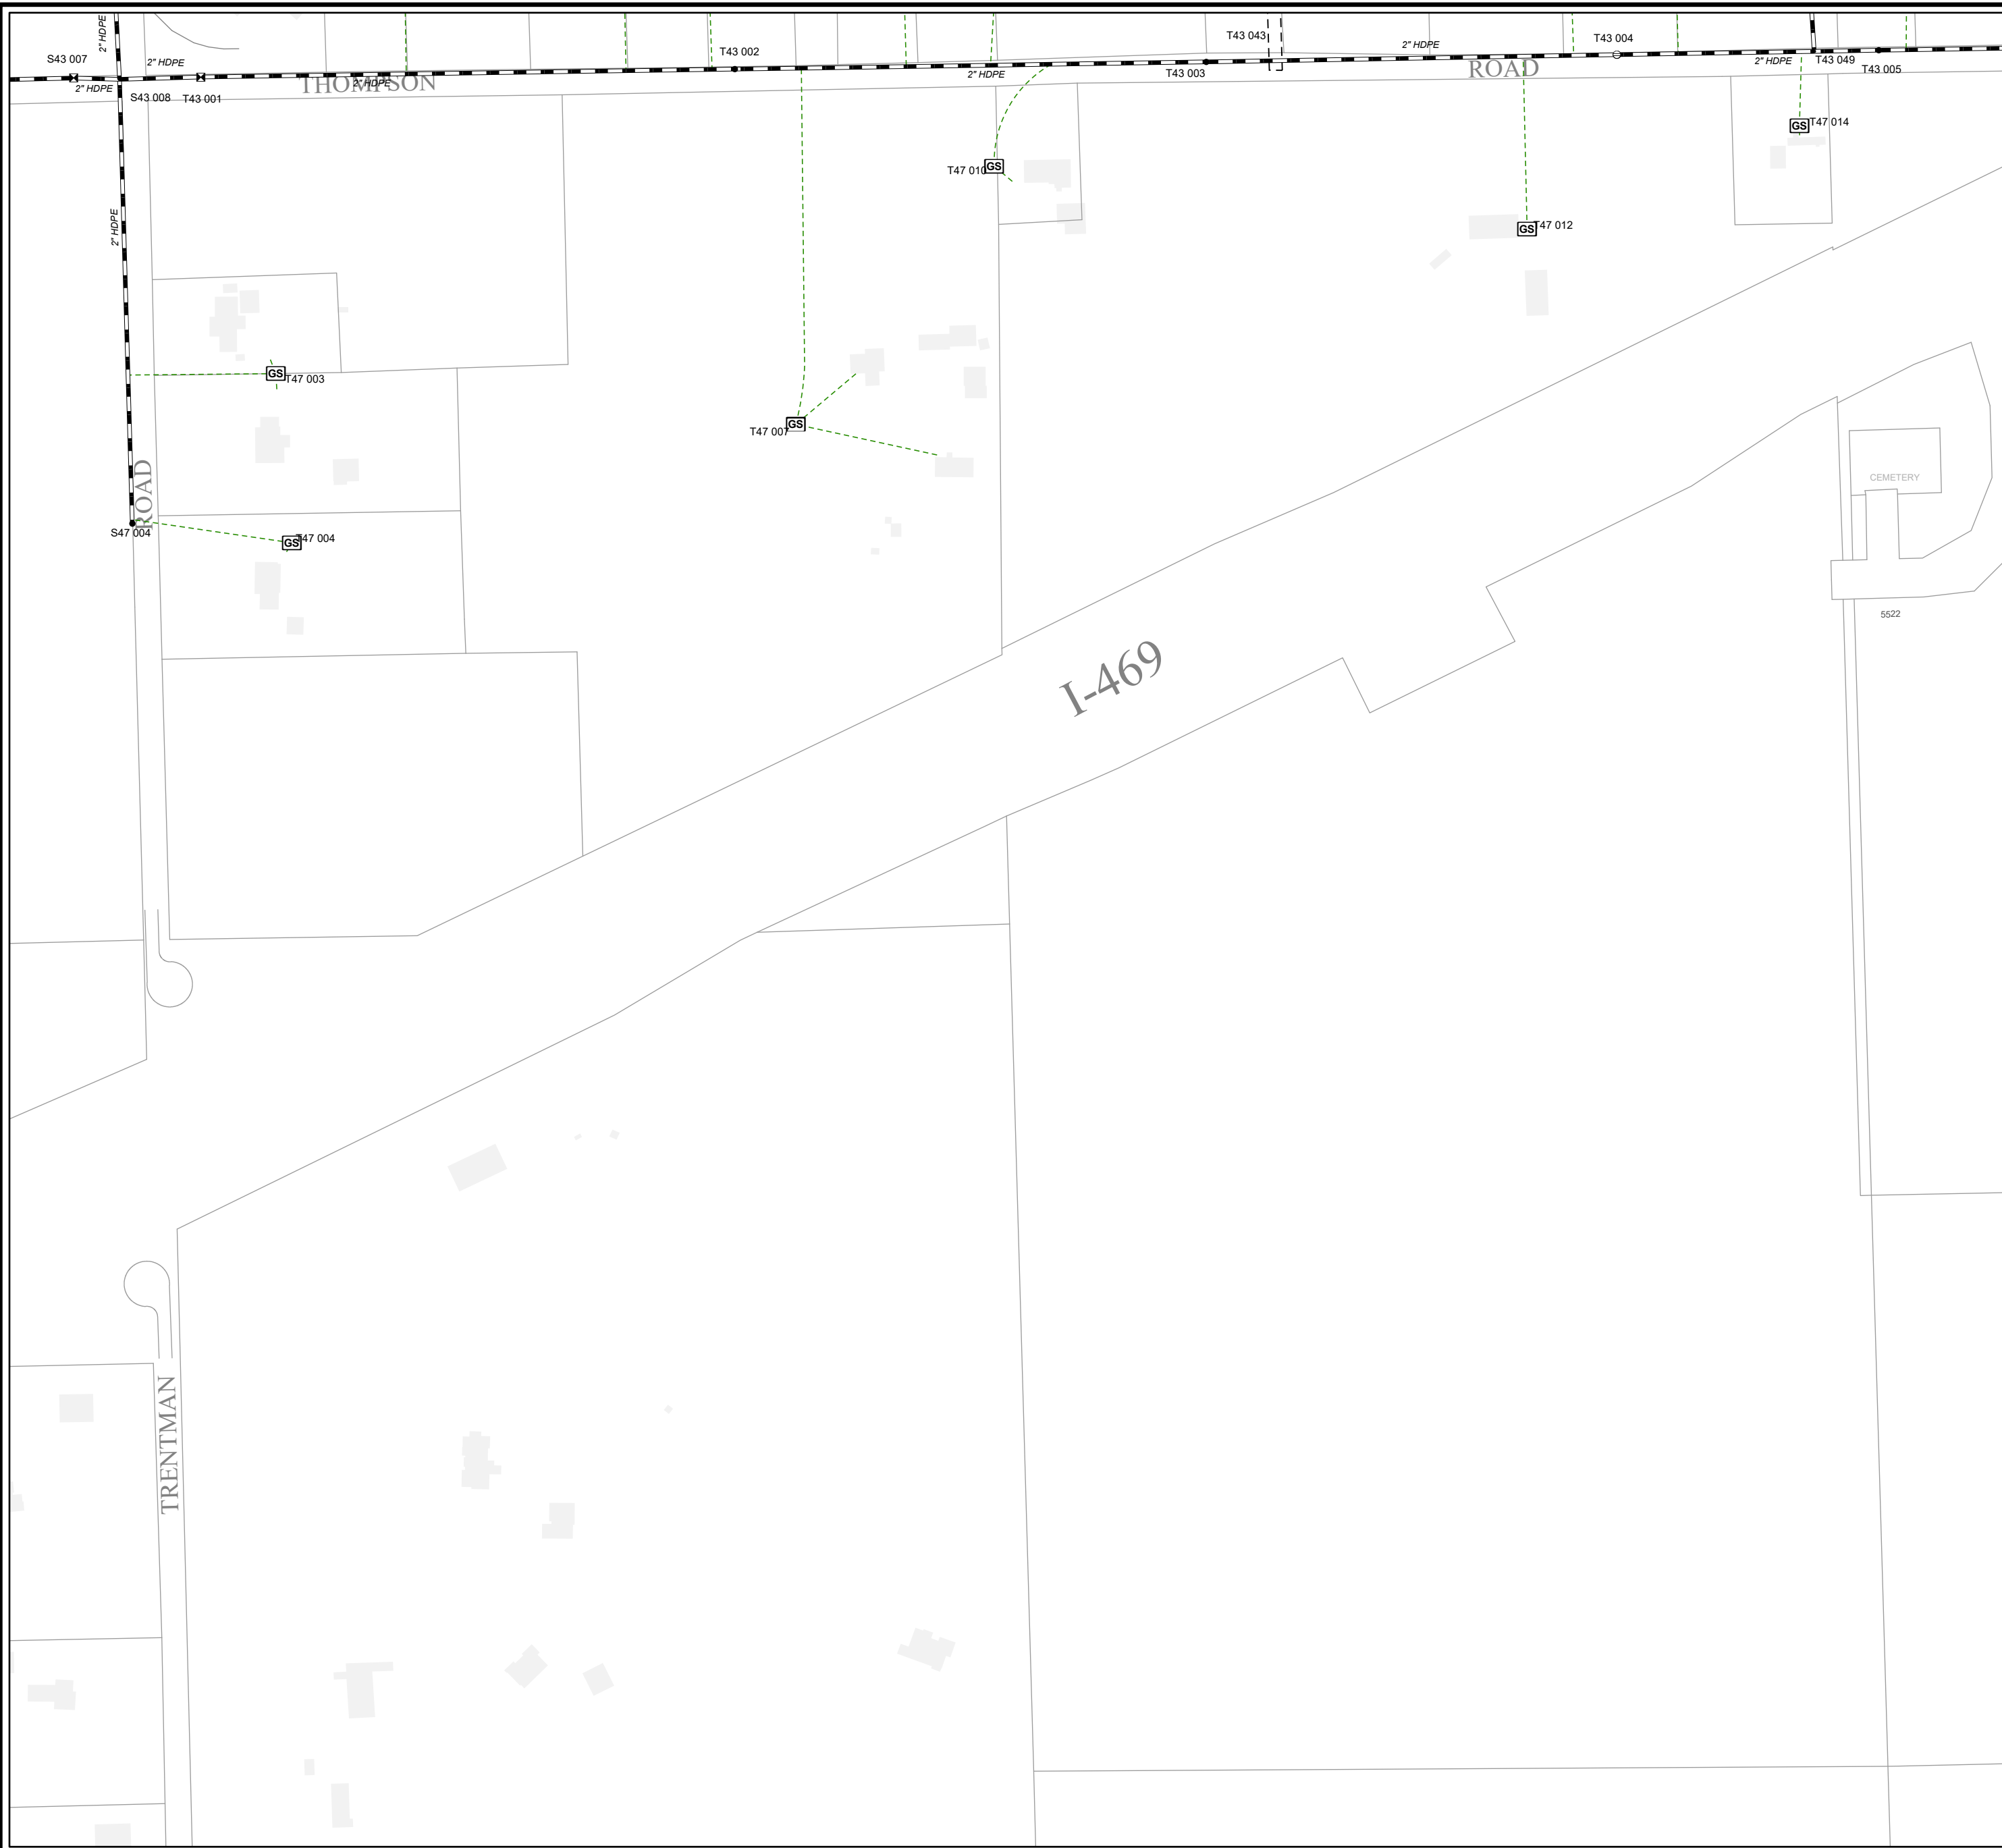 2" HDPE
S43 007
2" HDPE
T43 002
T43 043
2" HDPE
T43 004
2" HDPE
S43 008
T43 001
THOMPSON
2" HDPE
2" HDPE
T43 003
ROAD
2" HDPE
T43 049
T43 005
GS
T47 014
T47 010
GS
2" HDPE
GS
T47 012
GS
T47 003
T47 007
GS
ROAD
CEMETERY
S47 004
GS
T47 004
5522
I-469
TRENTMAN